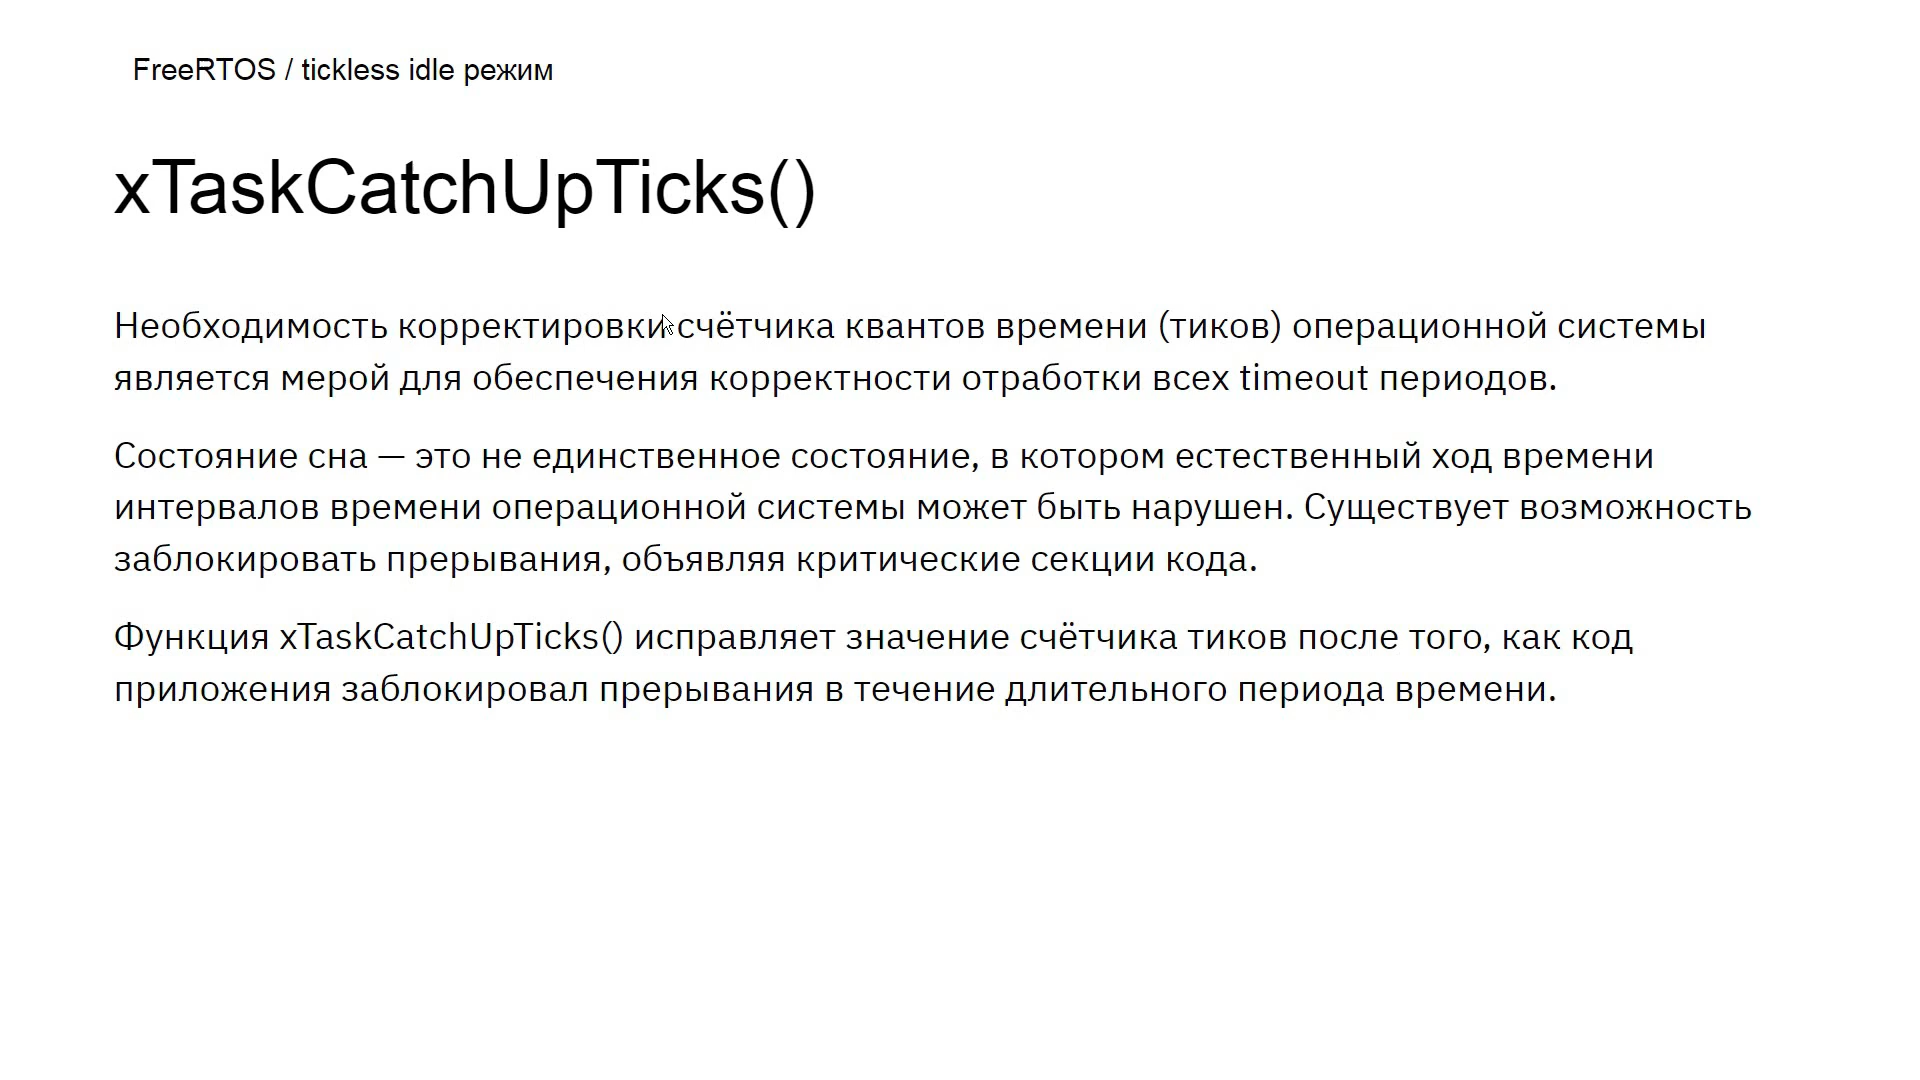 FreeRTOS / tickless idle режим
xTaskCatchUpTicks()
Необходимость корректировки счётчика квантов времени (тиков) операционной системы
является мерой для обеспечения корректности отработки всех timeout периодов.
Состояние сна — это не единственное состояние, в котором естественный ход времени
интервалов времени операционной системы может быть нарушен. Существует возможность
заблокировать прерывания, объявляя критические секции кода.
Функция xTaskCatchUpTicks() исправляет значение счётчика тиков после того, как код
приложения заблокировал прерывания в течение длительного периода времени.